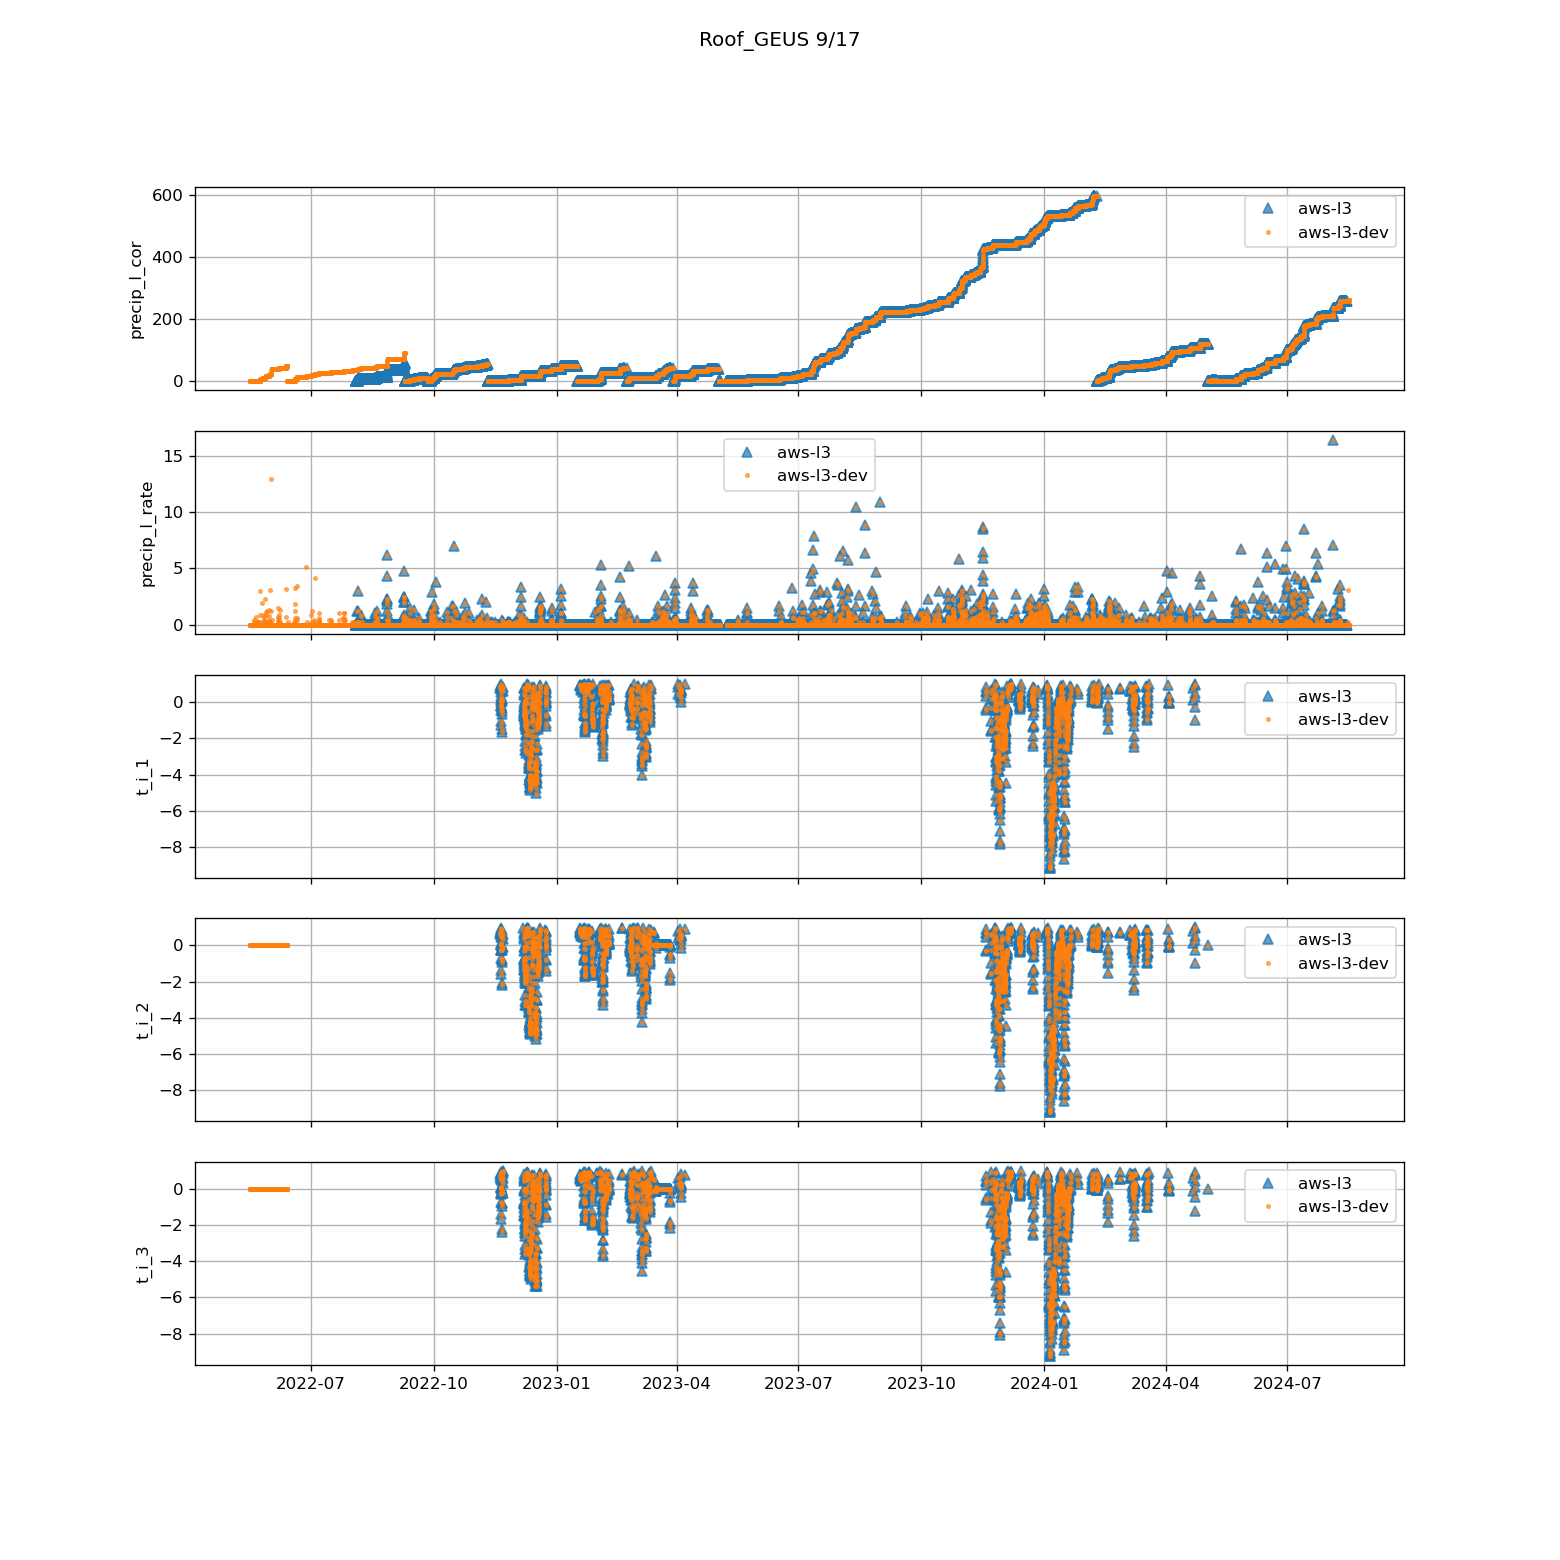 Roof_GEUS 9/17
600
400
200
0
precip_l_cor
aws-l3
aws-l3-dev
15
10
5
0
precip_l_rate
aws-l3
aws-l3-dev
0
−2
−4
−6
−8
t_i_1
aws-l3
aws-l3-dev
0
−2
−4
−6
−8
t_i_2
aws-l3
aws-l3-dev
0
−2
−4
−6
−8
t_i_3
aws-l3
aws-l3-dev
2022-07 2022-10 2023-01 2023-04 2023-07 2023-10 2024-01 2024-04 2024-07